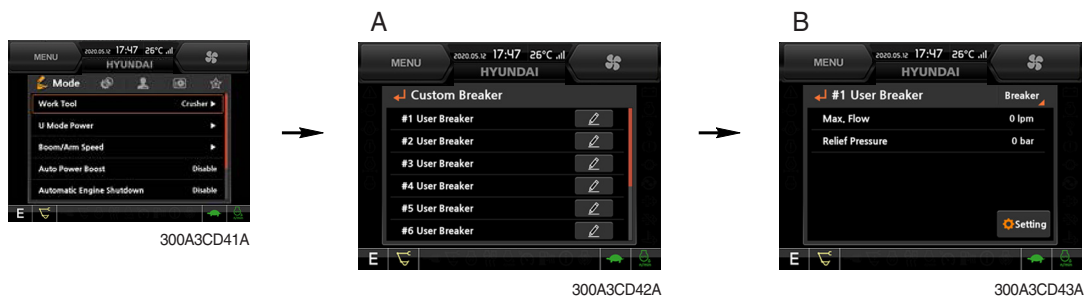 MENU
2020.05.12 17:47 26°C
HYUNDAI
Mode
Work Tool Crusher ▶
U Mode Power ▶
Boom/Arm Speed ▶
Auto Power Boost Disable
Automatic Engine Shutdown Disable
E
300A3CD41A
A
MENU
2020.05.12 17:47 26°C
HYUNDAI
Custom Breaker
#1 User Breaker
#2 User Breaker
#3 User Breaker
#4 User Breaker
#5 User Breaker
#6 User Breaker
E
300A3CD42A
B
MENU
2020.05.12 17:47 26°C
HYUNDAI
#1 User Breaker Breaker
Max. Flow 0 lpm
Relief Pressure 0 bar
Setting
E
300A3CD43A